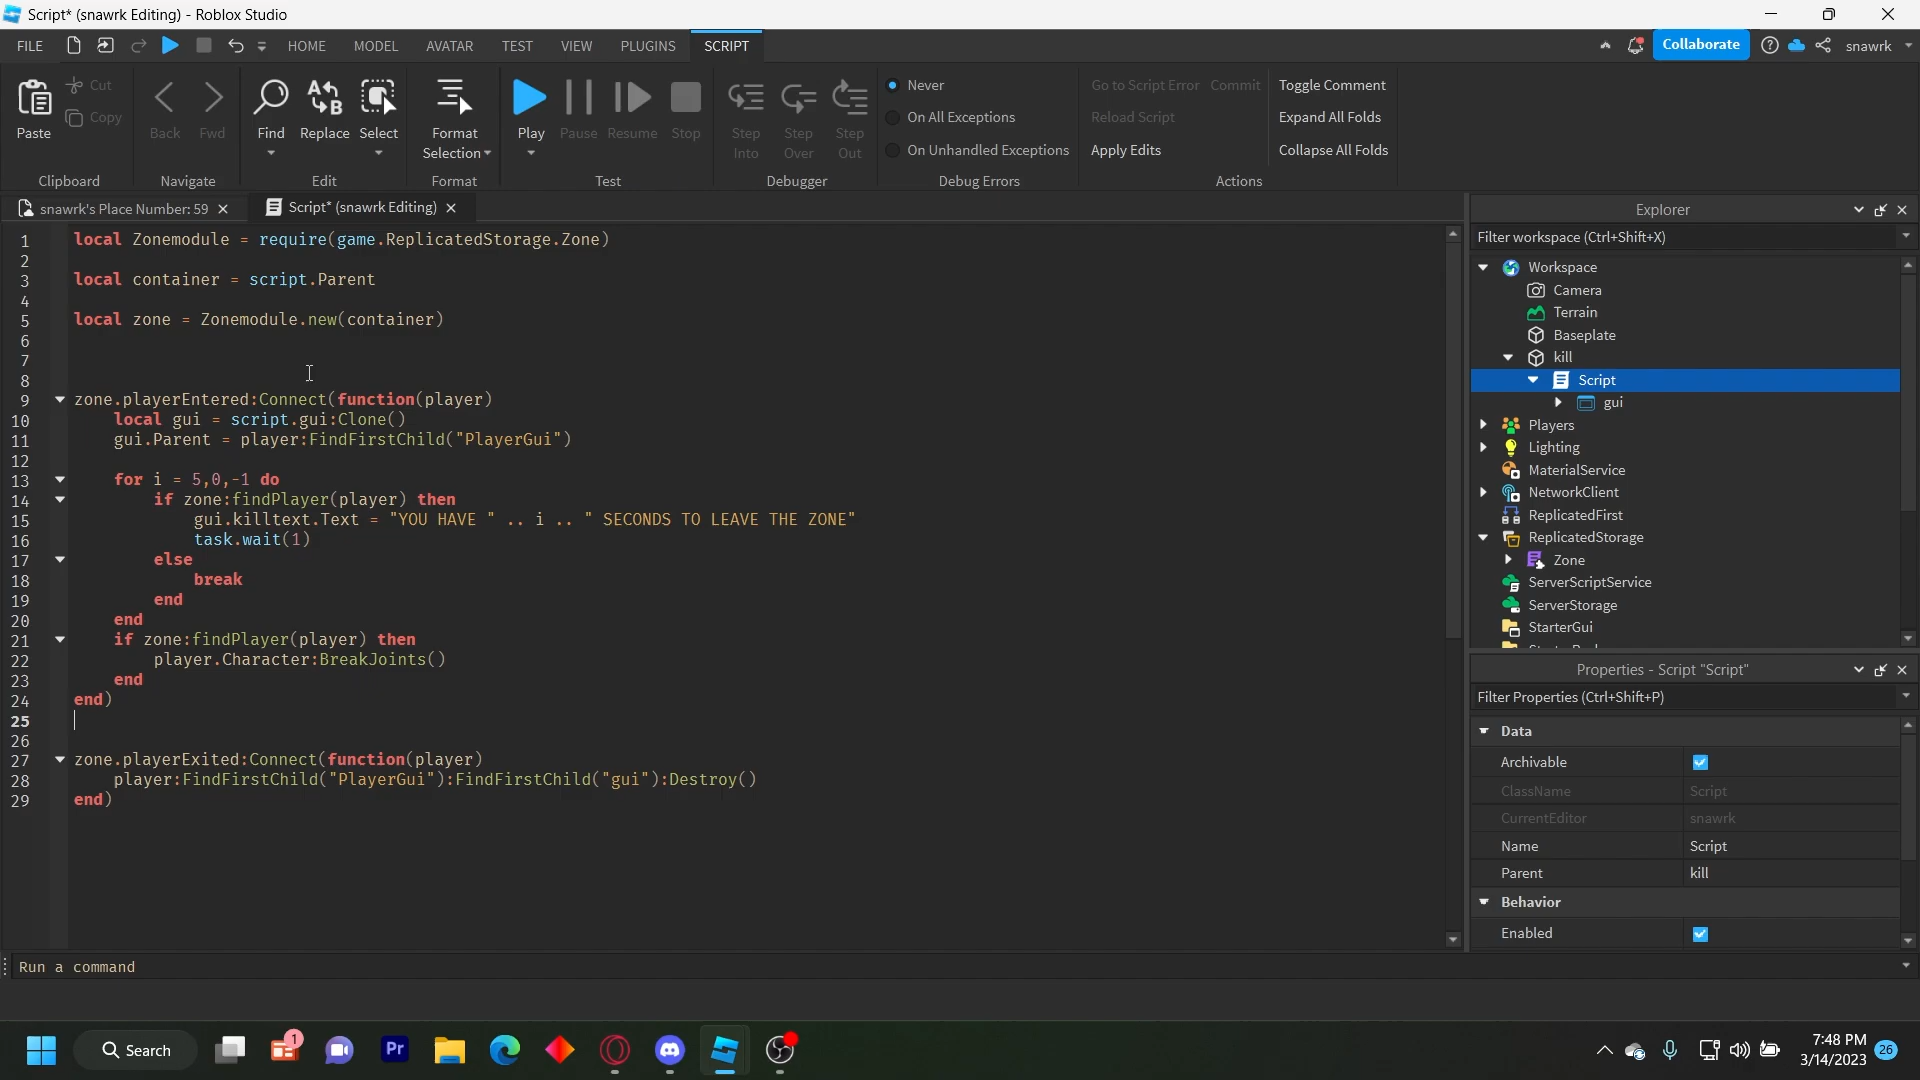 Script* (snawrk Editing) - Roblox Studio
FILE HOME MODEL AVATAR TEST VIEW PLUGINS SCRIPT Collaborate snawrk
Paste Cut Copy
Back Fwd
Find Replace Select
Format Selection
Play Pause Resume Stop
Step Into Step Over Step Out
Never
On All Exceptions
On Unhandled Exceptions
Go to Script Error Commit
Reload Script
Apply Edits
Toggle Comment
Expand All Folds
Collapse All Folds
Clipboard Navigate Edit Format Test Debugger Debug Errors Actions
snawrk's Place Number: 59 Script* (snawrk Editing)
1 local Zonemodule = require(game.ReplicatedStorage.Zone)
2
3 local container = script.Parent
4
5 local zone = Zonemodule.new(container)
6
7
8
9 zone.playerEntered:Connect(function(player)
10 local gui = script.gui:Clone()
11 gui.Parent = player:FindFirstChild("PlayerGui")
12
13 for i = 5,0,-1 do
14 if zone:findPlayer(player) then
15 gui.killtext.Text = "YOU HAVE " .. i .. " SECONDS TO LEAVE THE ZONE"
16 task.wait(1)
17 else
18 break
19 end
20 end
21 if zone:findPlayer(player) then
22 player.Character:BreakJoints()
23 end
24 end)
25
26
27 zone.playerExited:Connect(function(player)
28 player:FindFirstChild("PlayerGui"):FindFirstChild("gui"):Destroy()
29 end)
Explorer
Filter workspace (Ctrl+Shift+X)
Workspace
Camera
Terrain
Baseplate
kill
Script
gui
Players
Lighting
MaterialService
NetworkClient
ReplicatedFirst
ReplicatedStorage
Zone
ServerScriptService
ServerStorage
StarterGui
Properties - Script "Script"
Filter Properties (Ctrl+Shift+P)
Data
Archivable
ClassName Script
CurrentEditor snawrk
Name Script
Parent kill
Behavior
Enabled
Run a command
Search
1
Pr
7:48 PM
3/14/2023
26